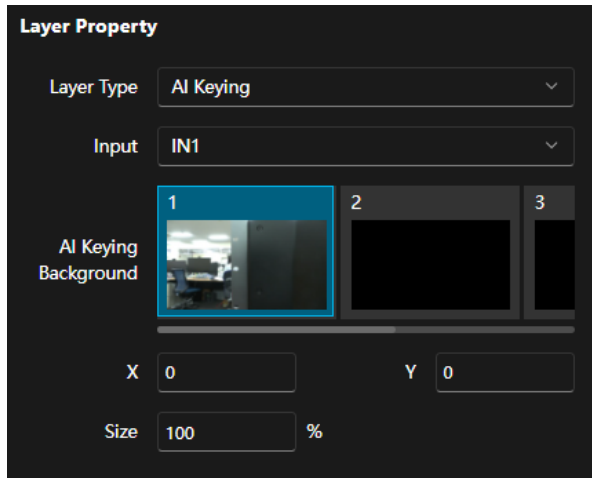 Layer Property
Layer Type AI Keying
Input IN1
1 2 3
AI Keying
Background
X 0 Y 0
Size 100 %